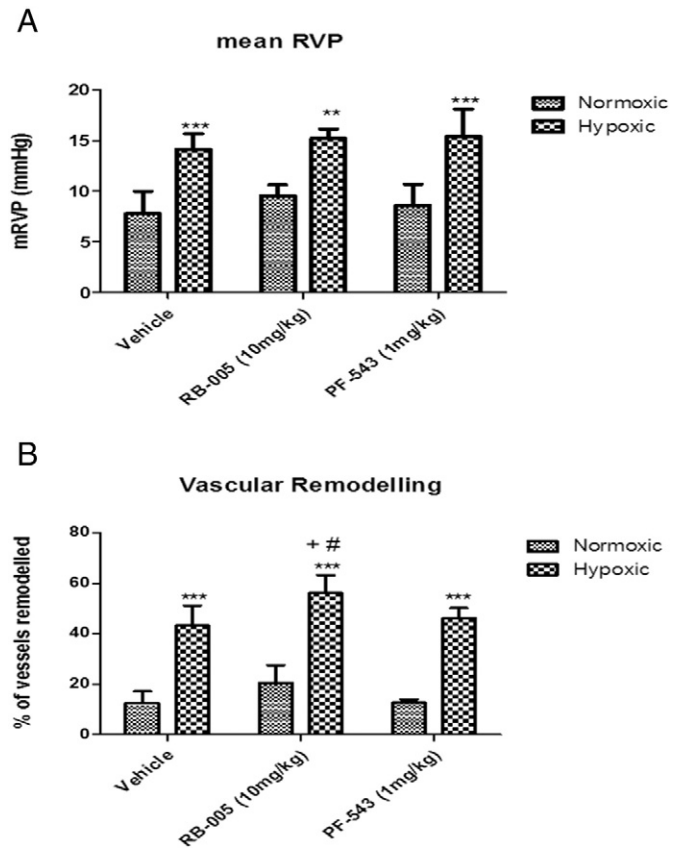 A
mean RVP
mRVP (mmHg)
20
15
10
5
0
*** ** ***
Normoxic
Hypoxic
Vehicle
RB-005 (10mg/kg)
PF-543 (1mg/kg)
B
Vascular Remodelling
% of vessels remodelled
80
60
40
20
0
+ #
*** *** ***
Normoxic
Hypoxic
Vehicle
RB-005 (10mg/kg)
PF-543 (1mg/kg)